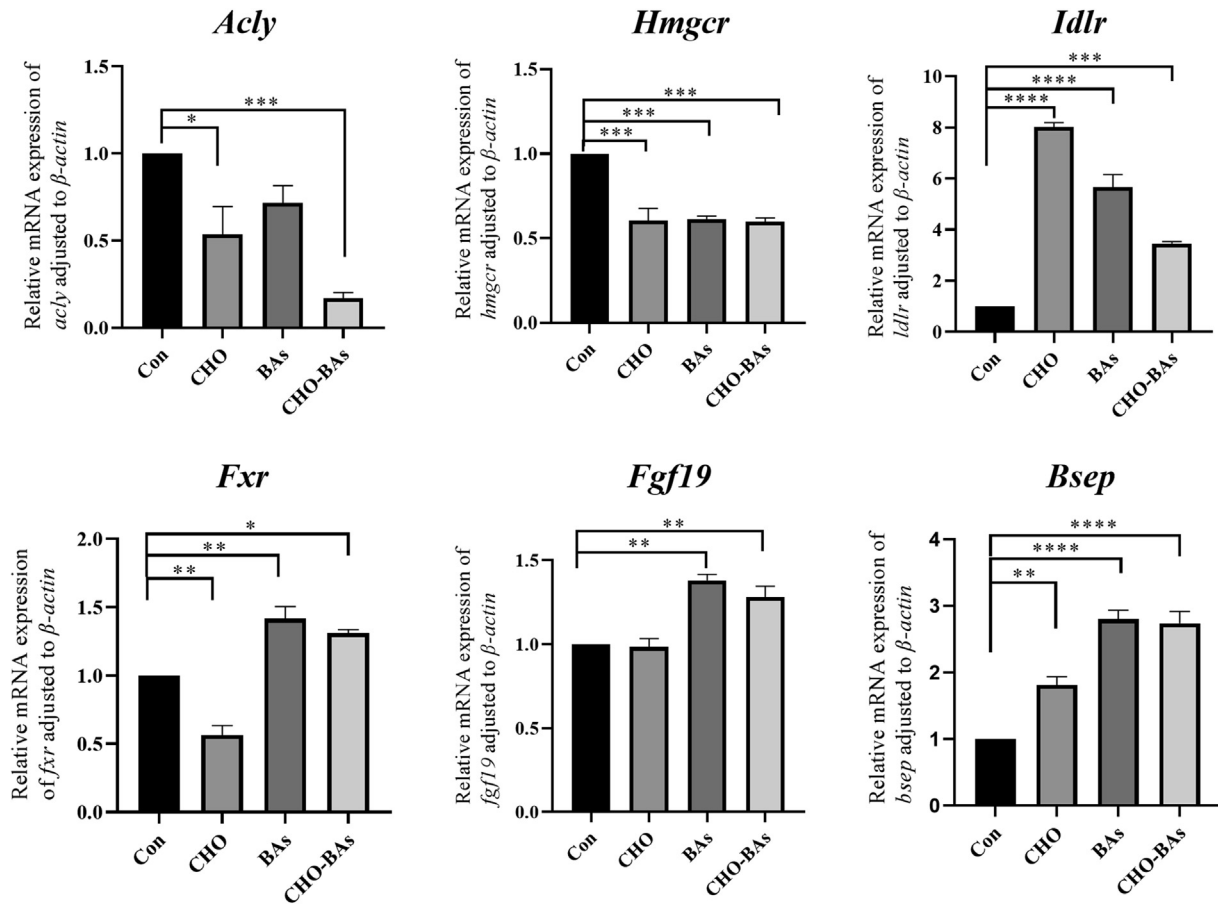 Acly
Relative mRNA expression of
acly adjusted to β-actin
1.5
1.0
0.5
0.0
***
*
Con
CHO
BAs
CHO-BAs
Hmgcr
Relative mRNA expression of
hmgcr adjusted to β-actin
1.5
1.0
0.5
0.0
***
***
***
Con
CHO
BAs
CHO-BAs
Idlr
Relative mRNA expression of
ldlr adjusted to β-actin
10
8
6
4
2
0
***
****
****
Con
CHO
BAs
CHO-BAs
Fxr
Relative mRNA expression
of fxr adjusted to β-actin
2.0
1.5
1.0
0.5
0.0
*
**
**
Con
CHO
BAs
CHO-BAs
Fgf19
Relative mRNA expression of
fgf19 adjusted to β-actin
1.5
1.0
0.5
0.0
**
**
Con
CHO
BAs
CHO-BAs
Bsep
Relative mRNA expression of
bsep adjusted to β-actin
4
3
2
1
0
****
****
**
Con
CHO
BAs
CHO-BAs